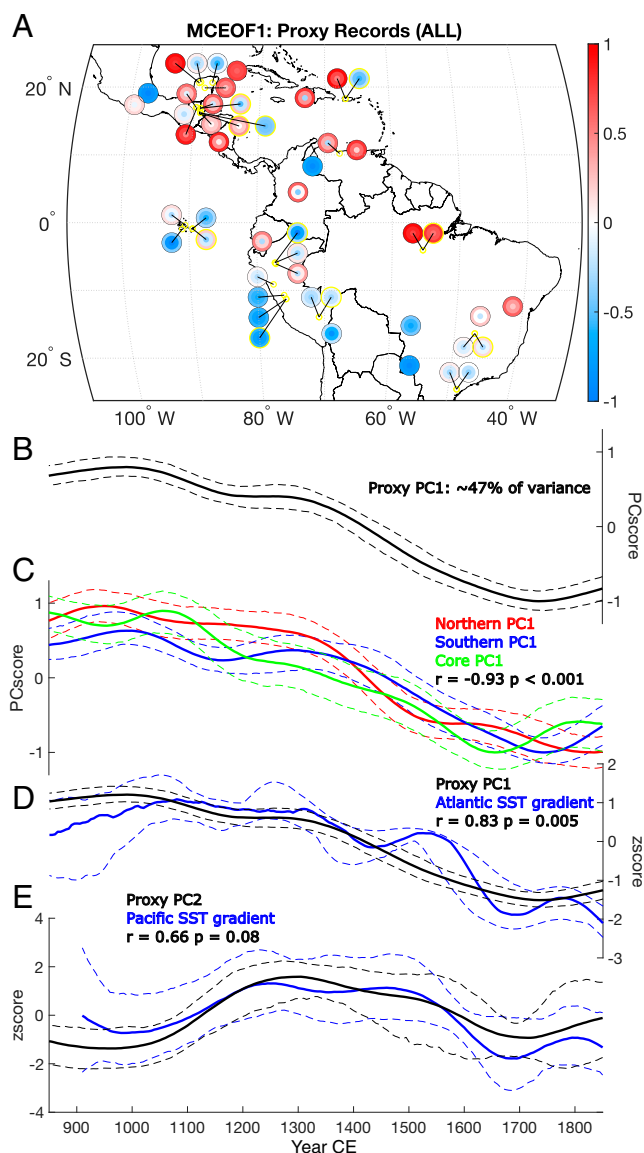 A
MCEOF1: Proxy Records (ALL)
20° N
0°
20° S
100° W
80° W
60° W
40° W
1
0.5
0
-0.5
-1
B
Proxy PC1: ~47% of variance
1
0
-1
PCscore
C
1
0
-1
PCscore
Northern PC1
Southern PC1
Core PC1
r = -0.93 p < 0.001
D
Proxy PC1
Atlantic SST gradient
r = 0.83 p = 0.005
2
1
0
-1
-2
-3
zscore
E
Proxy PC2
Pacific SST gradient
r = 0.66 p = 0.08
4
2
0
-2
-4
zscore
900 1000 1100 1200 1300 1400 1500 1600 1700 1800
Year CE